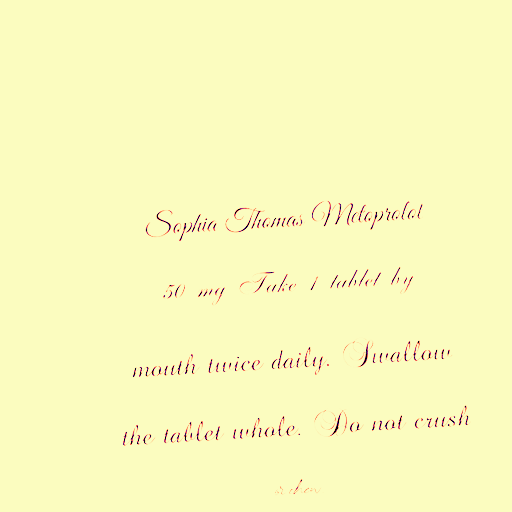 Sophia Thomas Metoprolol
50 mg Take 1 tablet by
mouth twice daily. Swallow
the tablet whole. Do not crush
or chew.